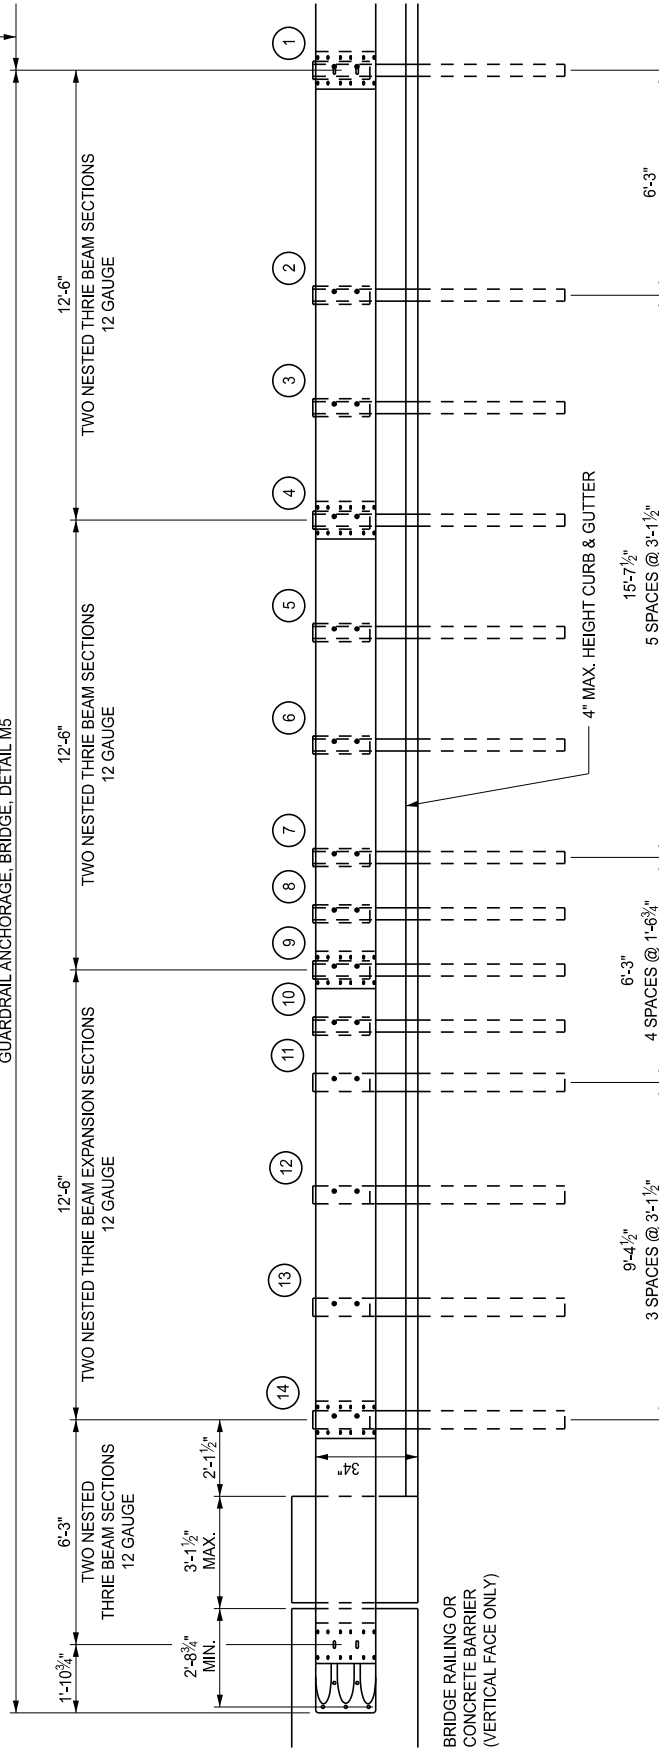 GUARDRAIL ANCHORAGE, BRIDGE, DETAIL M5
1'-10¾"
6'-3"
TWO NESTED
THRIE BEAM SECTIONS
12 GAUGE
12'-6"
TWO NESTED THRIE BEAM EXPANSION SECTIONS
12 GAUGE
12'-6"
TWO NESTED THRIE BEAM SECTIONS
12 GAUGE
12'-6"
TWO NESTED THRIE BEAM SECTIONS
12 GAUGE
2'-8¾"
MIN.
3'-1½"
MAX.
2'-1½"
14
13
12
11
10
9
8
7
6
5
4
3
2
1
34"
BRIDGE RAILING OR
CONCRETE BARRIER
(VERTICAL FACE ONLY)
4" MAX. HEIGHT CURB & GUTTER
9'-4½"
3 SPACES @ 3'-1½"
6'-3"
4 SPACES @ 1'-6¾"
15'-7½"
5 SPACES @ 3'-1½"
6'-3"